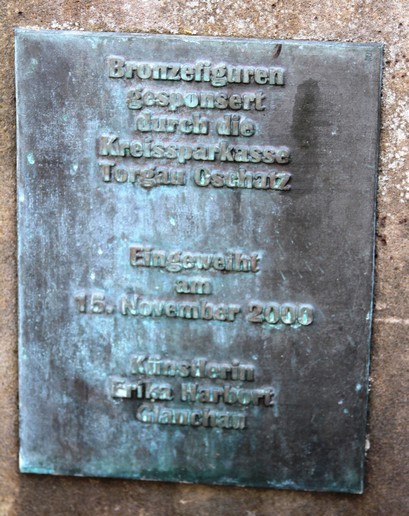 Bronzefiguren
gesponsert
durch die
Kreissparkasse
Torgau Oschatz
Eingeweiht
am
15. November 2000
Künstlerin
Erika Harbort
Glauchau